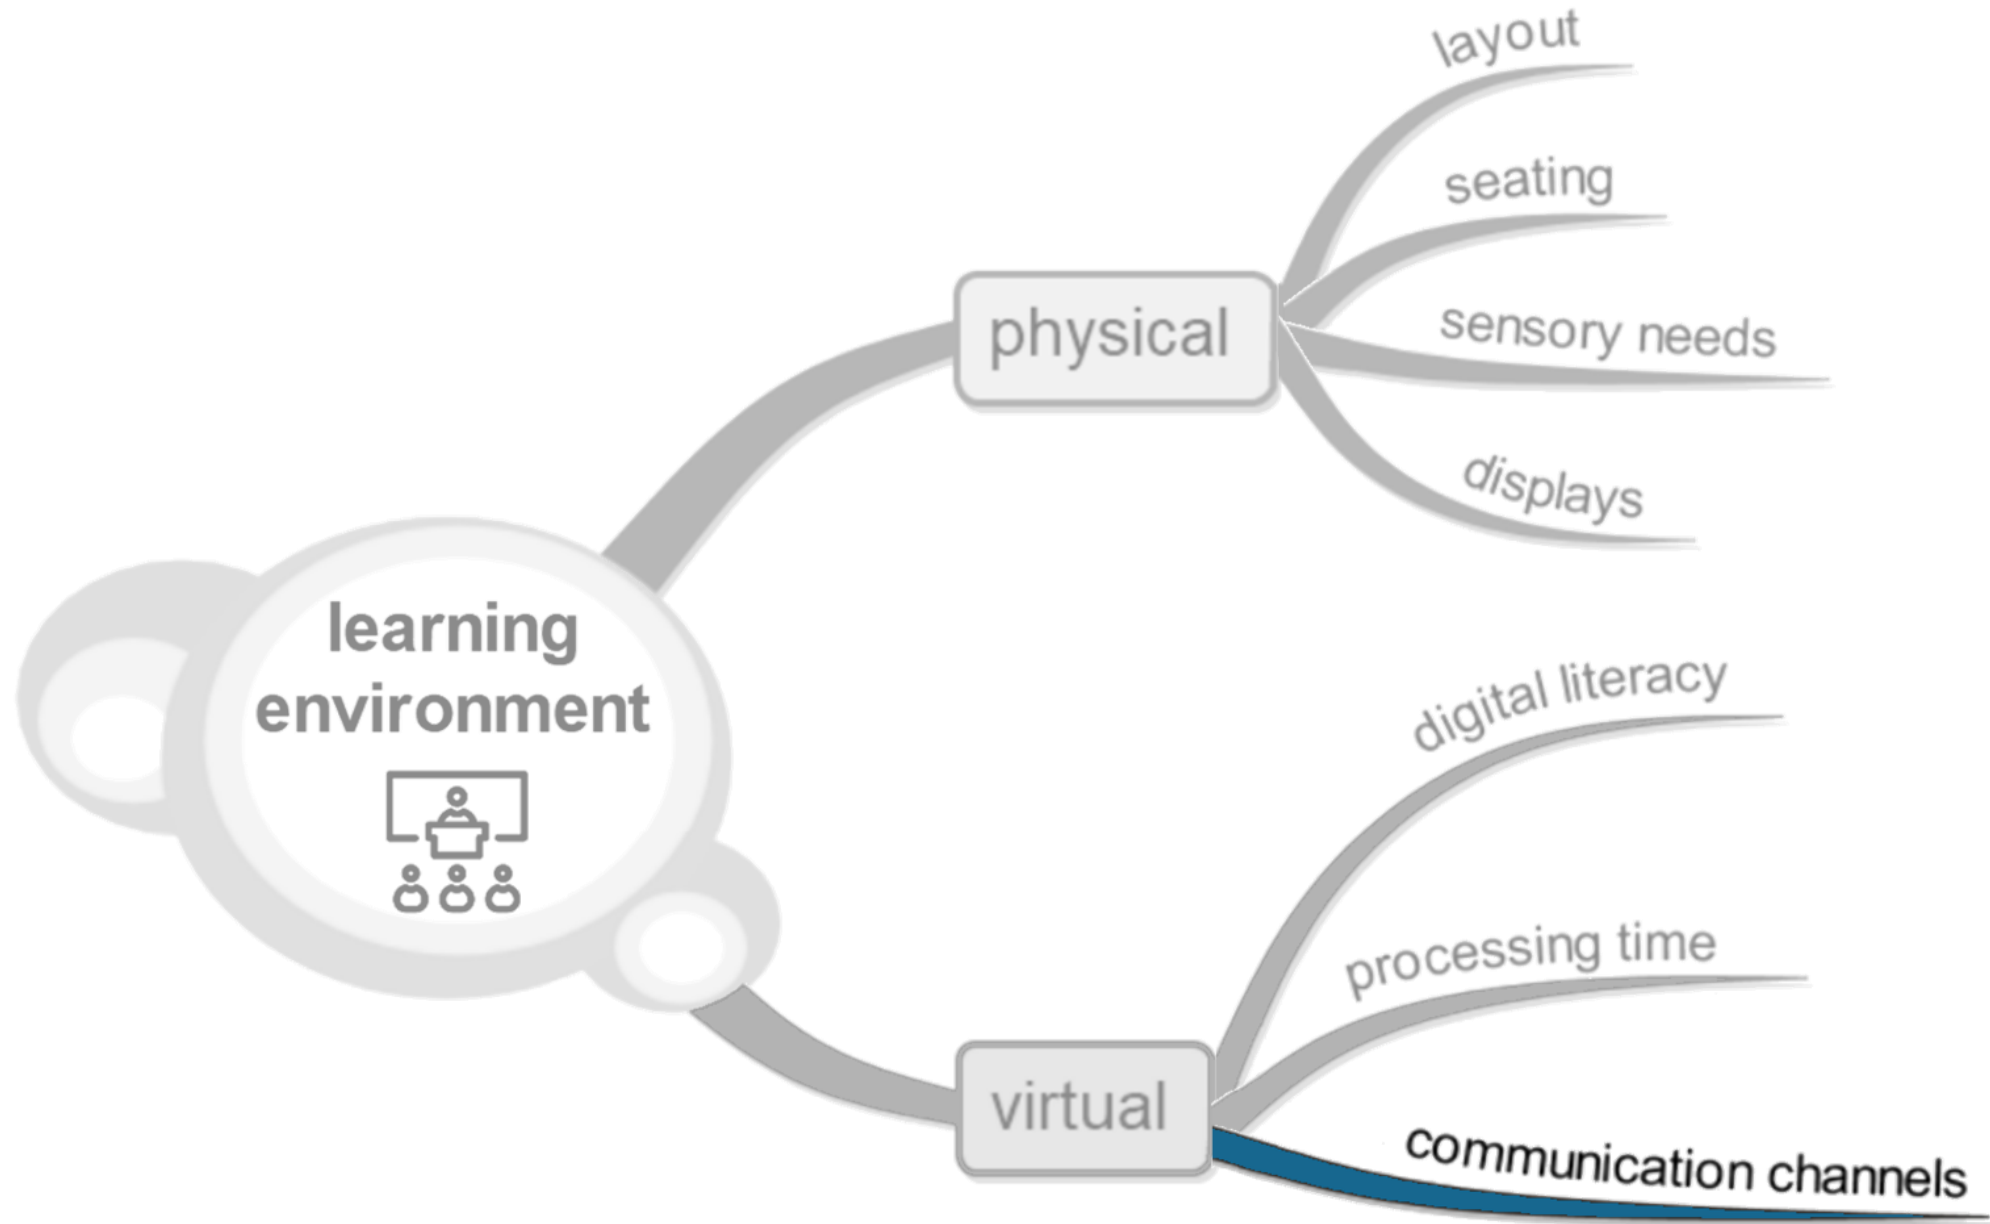 layout
seating
physical
sensory needs
displays
learning
environment
digital literacy
processing time
virtual
communication channels